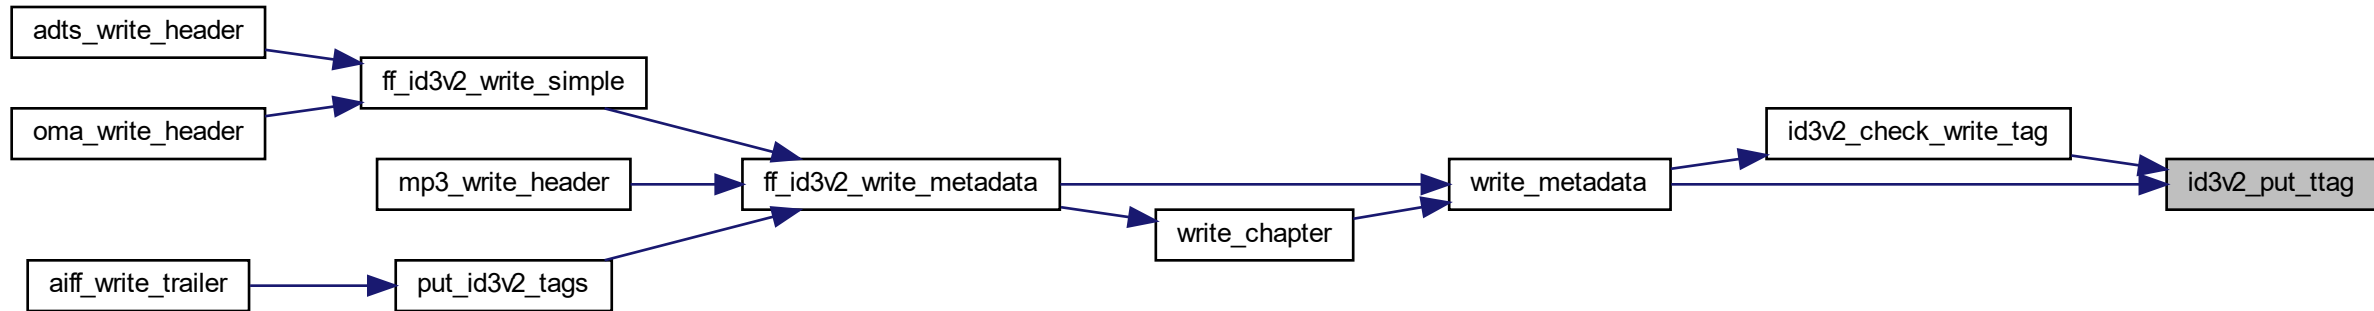 adts_write_header
ff_id3v2_write_simple
oma_write_header
id3v2_check_write_tag
mp3_write_header
ff_id3v2_write_metadata
write_metadata
id3v2_put_ttag
write_chapter
aiff_write_trailer
put_id3v2_tags